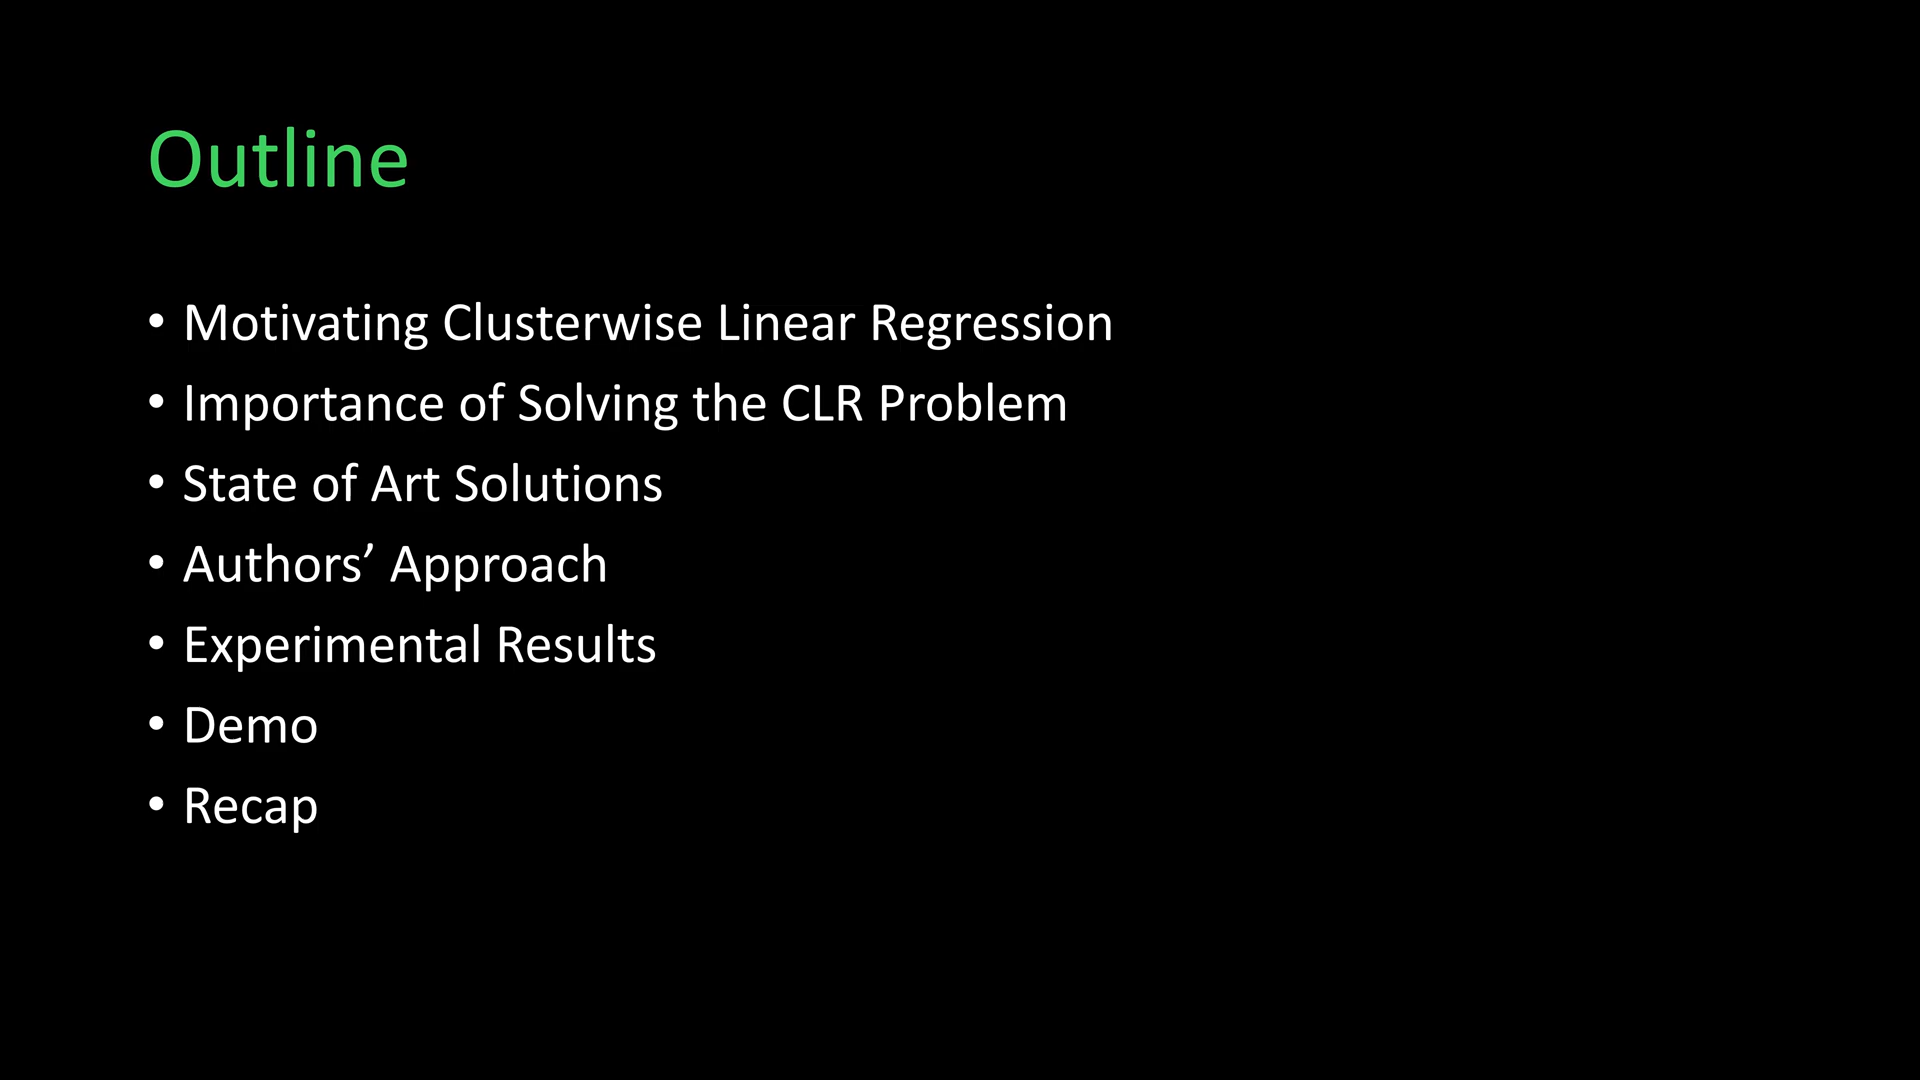 Outline
• Motivating Clusterwise Linear Regression
• Importance of Solving the CLR Problem
• State of Art Solutions
• Authors’ Approach
• Experimental Results
• Demo
• Recap